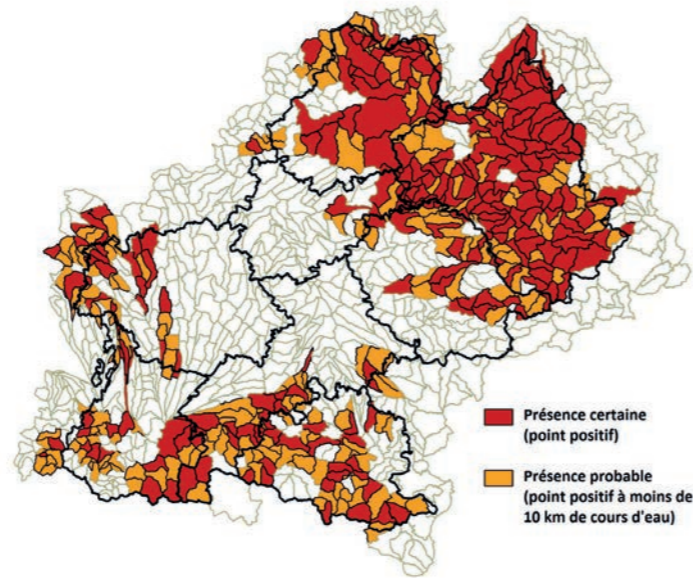 Présence certaine
(point positif)
Présence probable
(point positif à moins de
10 km de cours d'eau)